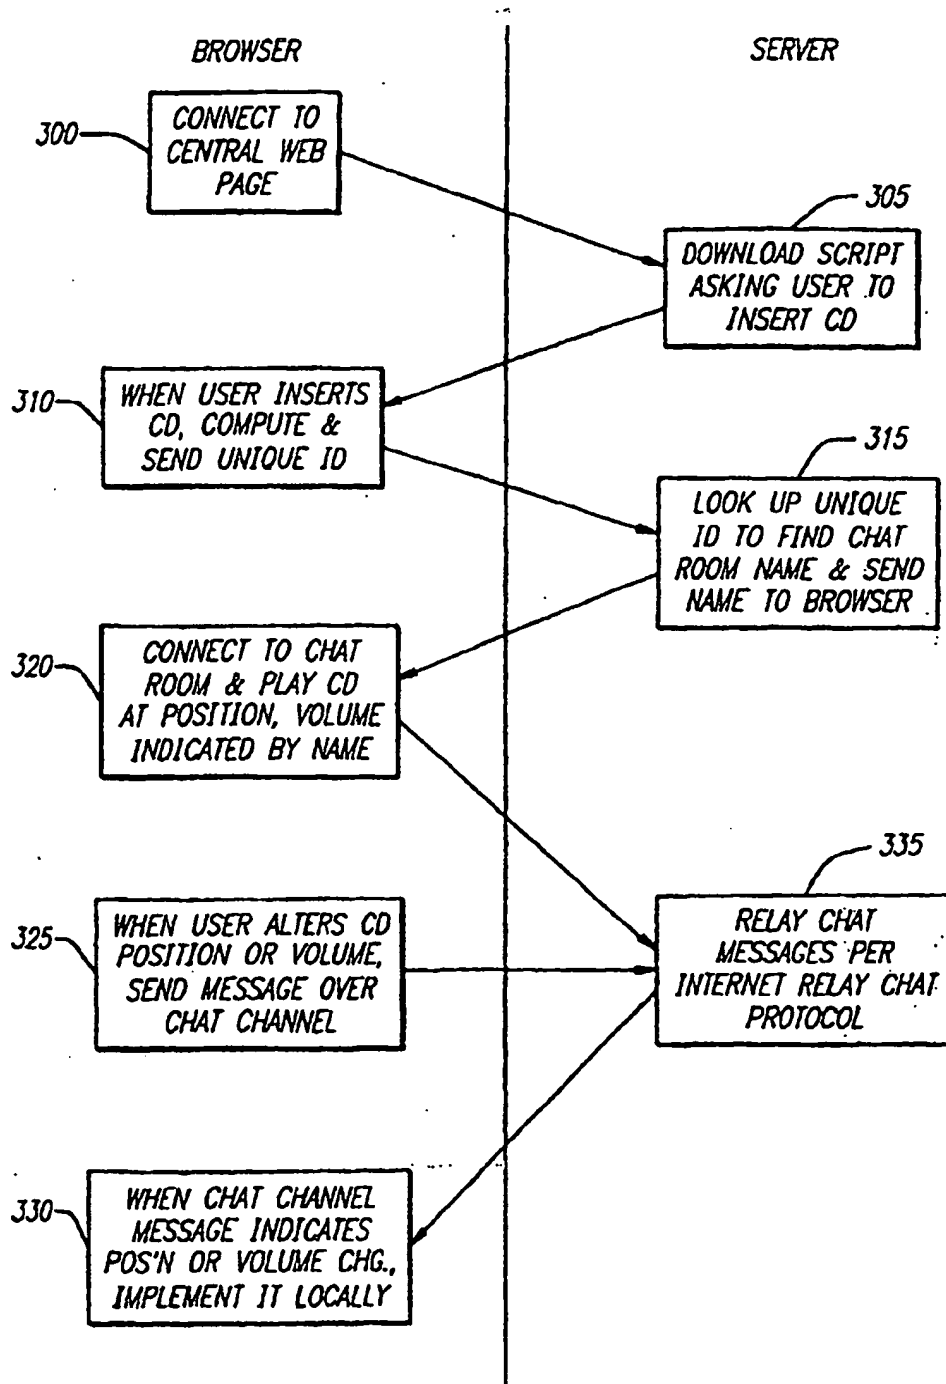 BROWSER
SERVER
300
CONNECT TO
CENTRAL WEB
PAGE
305
DOWNLOAD SCRIPT
ASKING USER TO
INSERT CD
310
WHEN USER INSERTS
CD, COMPUTE &
SEND UNIQUE ID
315
LOOK UP UNIQUE
ID TO FIND CHAT
ROOM NAME & SEND
NAME TO BROWSER
320
CONNECT TO CHAT
ROOM & PLAY CD
AT POSITION, VOLUME
INDICATED BY NAME
335
RELAY CHAT
MESSAGES PER
INTERNET RELAY CHAT
PROTOCOL
325
WHEN USER ALTERS CD
POSITION OR VOLUME,
SEND MESSAGE OVER
CHAT CHANNEL
330
WHEN CHAT CHANNEL
MESSAGE INDICATES
POS'N OR VOLUME CHG.,
IMPLEMENT IT LOCALLY